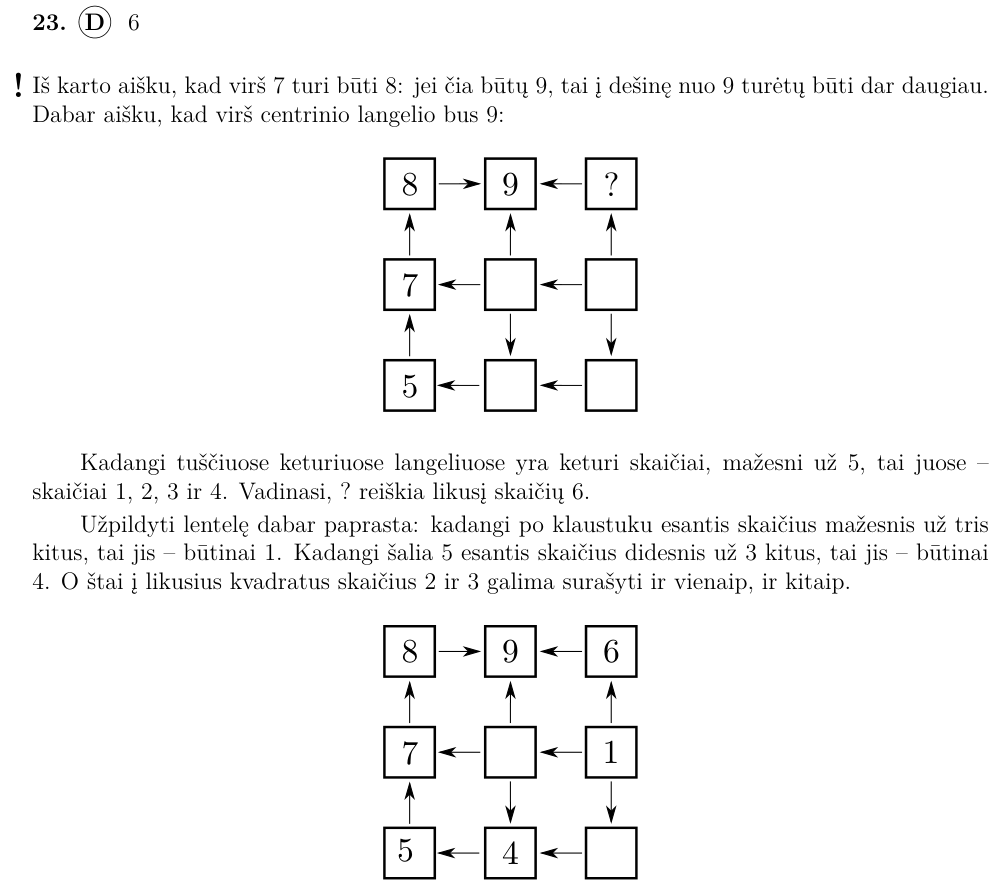 23. D 6
! Iš karto aišku, kad virš 7 turi būti 8: jei čia būtų 9, tai į dešinę nuo 9 turėtų būti dar daugiau.
Dabar aišku, kad virš centrinio langelio bus 9:
8 9 ?
7
5
Kadangi tuščiuose keturiuose langeliuose yra keturi skaičiai, mažesni už 5, tai juose –
skaičiai 1, 2, 3 ir 4. Vadinasi, ? reiškia likusį skaičių 6.
Užpildyti lentelę dabar paprasta: kadangi po klaustuku esantis skaičius mažesnis už tris
kitus, tai jis – būtinai 1. Kadangi šalia 5 esantis skaičius didesnis už 3 kitus, tai jis – būtinai
4. O štai į likusius kvadratus skaičius 2 ir 3 galima surašyti ir vienaip, ir kitaip.
8 9 6
7 1
5 4